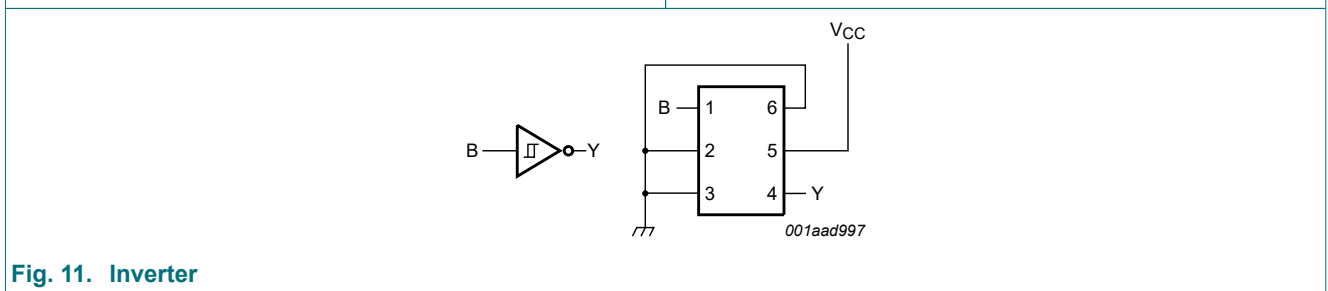 VCC
B 1 6
B Y 2 5
3 4 Y
001aad997
Fig. 11. Inverter